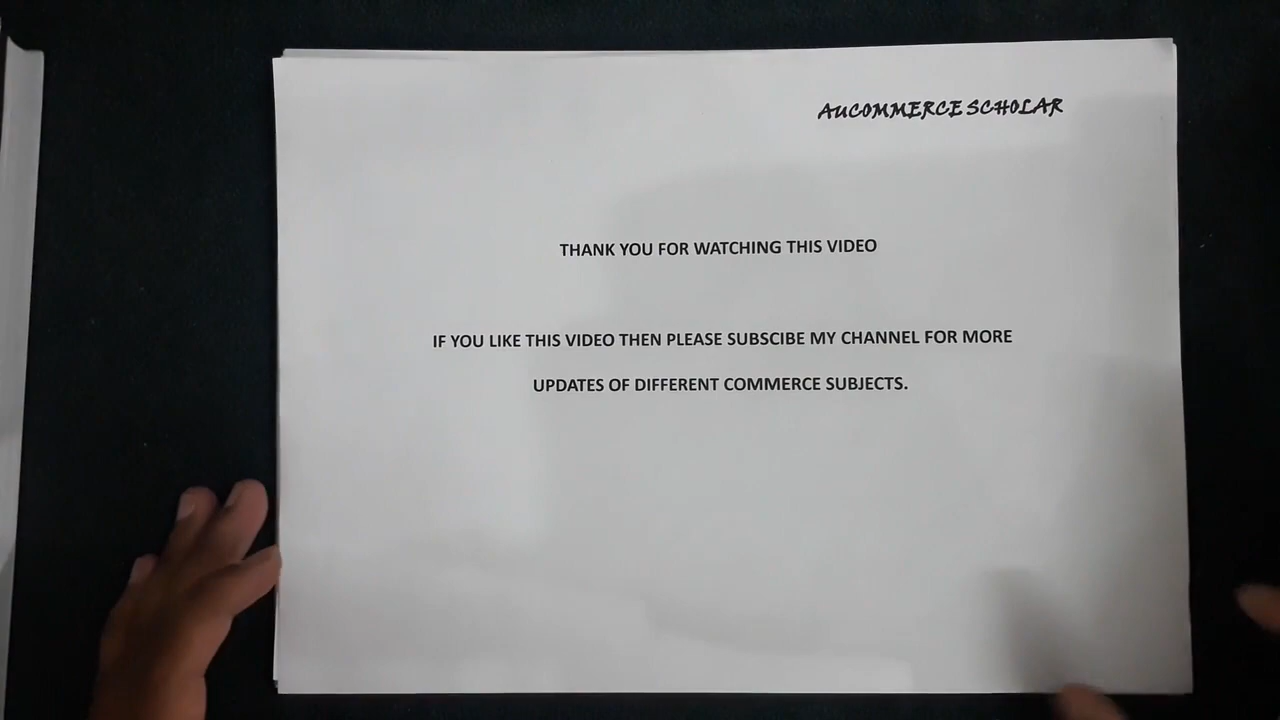 AUCOMMERCE SCHOLAR
THANK YOU FOR WATCHING THIS VIDEO
IF YOU LIKE THIS VIDEO THEN PLEASE SUBSCIBE MY CHANNEL FOR MORE
UPDATES OF DIFFERENT COMMERCE SUBJECTS.